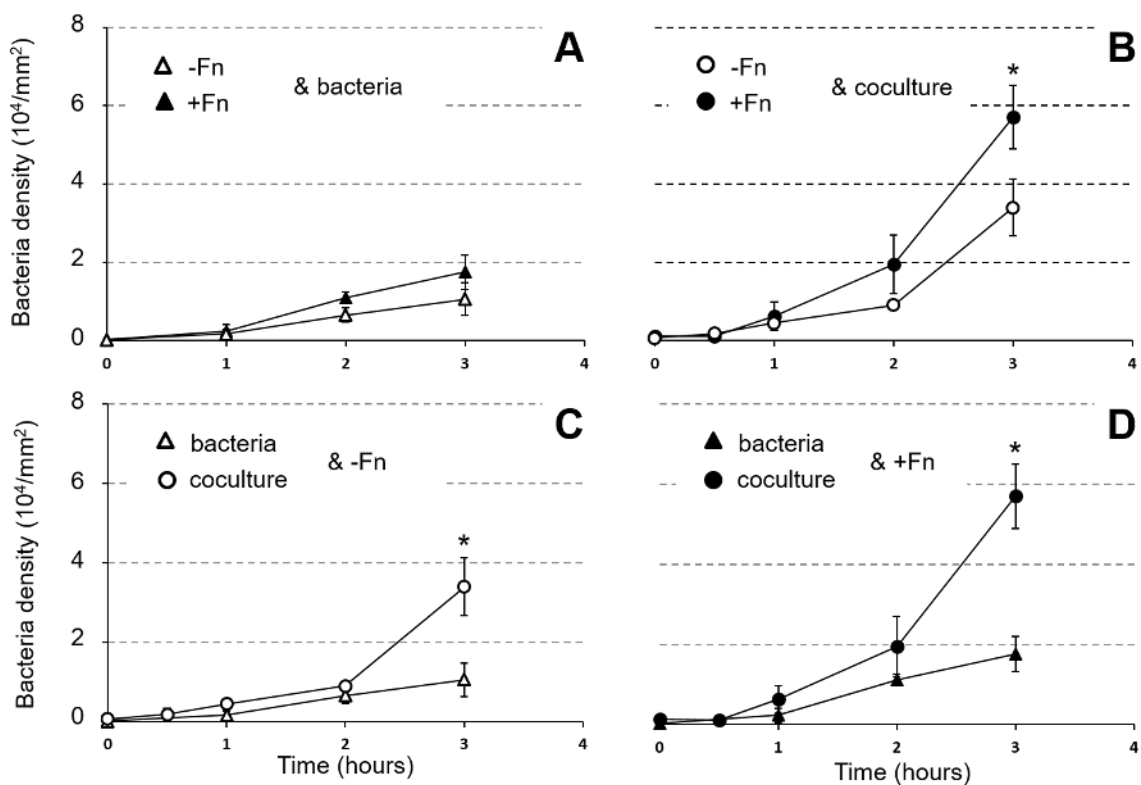 A
8
6
4
2
0
Bacteria density (10⁴/mm²)
-Fn
+Fn
& bacteria
0 1 2 3 4
B
-Fn
+Fn
& coculture
*
0 1 2 3 4
C
8
6
4
2
0
Bacteria density (10⁴/mm²)
bacteria
coculture
& -Fn
*
0 1 2 3 4
Time (hours)
D
bacteria
coculture
& +Fn
*
0 1 2 3 4
Time (hours)